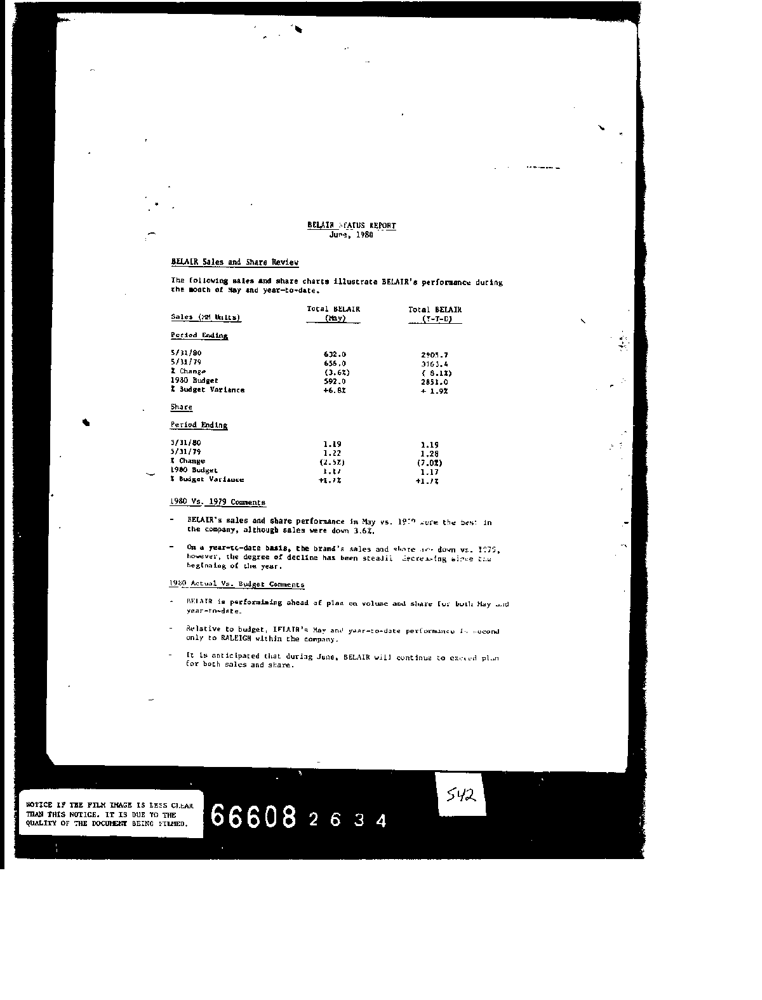 BELAIR STATUS REPORT
June, 1980
BELAIR Sales and Share Review
The following sales and share charts illustrate BELAIR's performance during
the month of May and year-to-date.
Total BELAIR Total BELAIR
Sales (MM Units) (May) (Y-T-D)
Period Ending
5/31/80 632.0 2905.7
5/31/79 656.0 3163.4
% Change (3.6%) ( 8.1%)
1980 Budget 592.0 2851.0
% Budget Variance +6.8% + 1.9%
Share
Period Ending
5/31/80 1.19 1.19
5/31/79 1.22 1.28
% Change (2.5%) (7.0%)
1980 Budget 1.17 1.17
% Budget Variance +1.7% +1.7%
1980 Vs. 1979 Comments
- BELAIR's sales and share performance in May vs. 1979 were the best in
the company, although sales were down 3.6%.
- On a year-to-date basis, the brand's sales and share are down vs. 1979,
however, the degree of decline has been decreasing since the
beginning of the year.
1980 Actual Vs. Budget Comments
- BELAIR is performiming ahead of plan on volume and share for both May and
year-to-date.
- Relative to budget, BELAIR's May and year-to-date performance is second
only to RALEIGH within the company.
- It is anticipated that during June, BELAIR will continue to exceed plan
for both sales and share.
542
NOTICE IF THE FILM IMAGE IS LESS CLEAR
THAN THIS NOTICE, IT IS DUE TO THE
QUALITY OF THE DOCUMENT BEING FILMED.
66608 2634